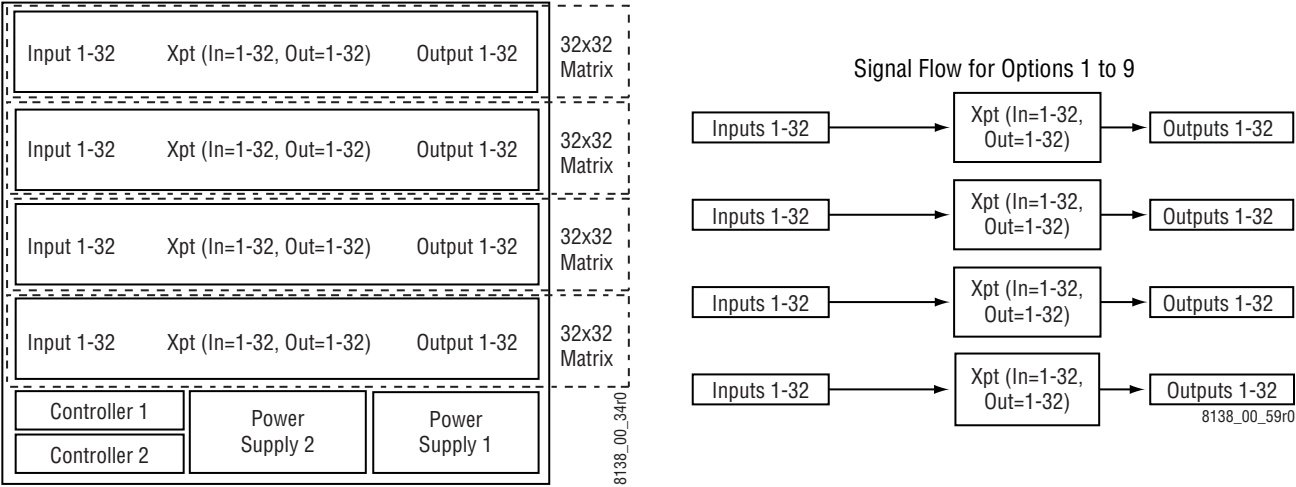 Input 1-32 Xpt (In=1-32, Out=1-32) Output 1-32
32x32
Matrix
Input 1-32 Xpt (In=1-32, Out=1-32) Output 1-32
32x32
Matrix
Input 1-32 Xpt (In=1-32, Out=1-32) Output 1-32
32x32
Matrix
Input 1-32 Xpt (In=1-32, Out=1-32) Output 1-32
32x32
Matrix
Controller 1
Controller 2
Power
Supply 2
Power
Supply 1
8138_00_34r0
Signal Flow for Options 1 to 9
Inputs 1-32
Xpt (In=1-32,
Out=1-32)
Outputs 1-32
Inputs 1-32
Xpt (In=1-32,
Out=1-32)
Outputs 1-32
Inputs 1-32
Xpt (In=1-32,
Out=1-32)
Outputs 1-32
Inputs 1-32
Xpt (In=1-32,
Out=1-32)
Outputs 1-32
8138_00_59r0